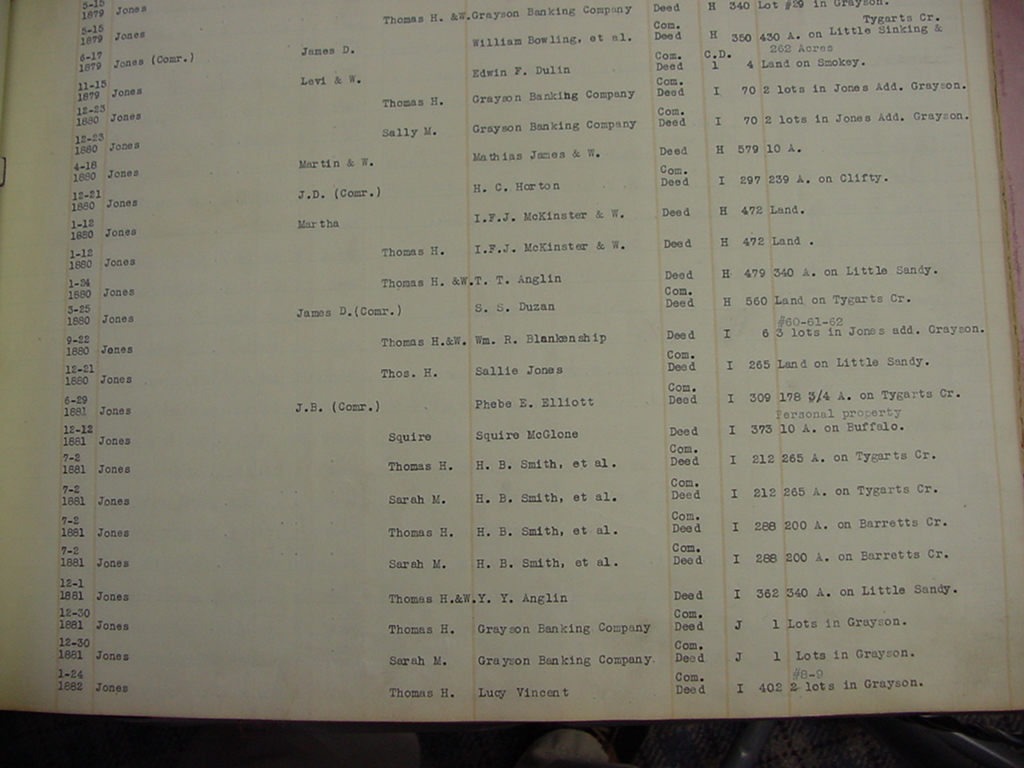 5-15
1879 Jones Thomas H. &W. Grayson Banking Company Deed H 340 Lot #29 in Grayson.
5-15 Com. Tygarts Cr.
1879 Jones William Bowling, et al. Deed H 350 430 A. on Little Sinking &
6-17 Com. C.D. 262 Acres
1879 Jones (Comr.) James D. Edwin F. Dulin Deed 1 4 Land on Smokey.
11-15 Com.
1879 Jones Levi & W. Thomas H. Grayson Banking Company Deed I 70 2 lots in Jones Add. Grayson.
12-23 Com.
1880 Jones Sally M. Grayson Banking Company Deed I 70 2 lots in Jones Add. Grayson.
12-23
1880 Jones Mathias James & W. Deed H 579 10 A.
4-18 Com.
1880 Jones Martin & W. H. C. Horton Deed I 297 239 A. on Clifty.
12-21
1880 Jones J.D. (Comr.) I.F.J. McKinster & W. Deed H 472 Land.
1-12
1880 Jones Martha Thomas H. I.F.J. McKinster & W. Deed H 472 Land .
1-12
1880 Jones Thomas H. &W. T. T. Anglin Deed H 479 340 A. on Little Sandy.
1-24 Com.
1880 Jones S. S. Duzan Deed H 560 Land on Tygarts Cr.
3-25 #60-61-62
1880 Jones James D.(Comr.) Thomas H.&W. Wm. R. Blankenship Deed I 6 3 lots in Jones add. Grayson.
9-22 Com.
1880 Jones Thos. H. Sallie Jones Deed I 265 Land on Little Sandy.
12-21 Com.
1880 Jones Phebe E. Elliott Deed I 309 178 3/4 A. on Tygarts Cr.
6-29 Personal property
1881 Jones J.B. (Comr.) Squire Squire McGlone Deed I 373 10 A. on Buffalo.
12-12 Com.
1881 Jones Thomas H. H. B. Smith, et al. Deed I 212 265 A. on Tygarts Cr.
7-2 Com.
1881 Jones Sarah M. H. B. Smith, et al. Deed I 212 265 A. on Tygarts Cr.
7-2 Com.
1881 Jones Thomas H. H. B. Smith, et al. Deed I 288 200 A. on Barretts Cr.
7-2 Com.
1881 Jones Sarah M. H. B. Smith, et al. Deed I 288 200 A. on Barretts Cr.
7-2
1881 Jones
12-1
1881 Jones Thomas H.&W. Y. Y. Anglin Deed I 362 340 A. on Little Sandy.
12-30 Com.
1881 Jones Thomas H. Grayson Banking Company Deed J 1 Lots in Grayson.
12-30 Com.
1881 Jones Sarah M. Grayson Banking Company. Deed J 1 Lots in Grayson.
1-24 Com. #8-9
1882 Jones Thomas H. Lucy Vincent Deed I 402 2 lots in Grayson.